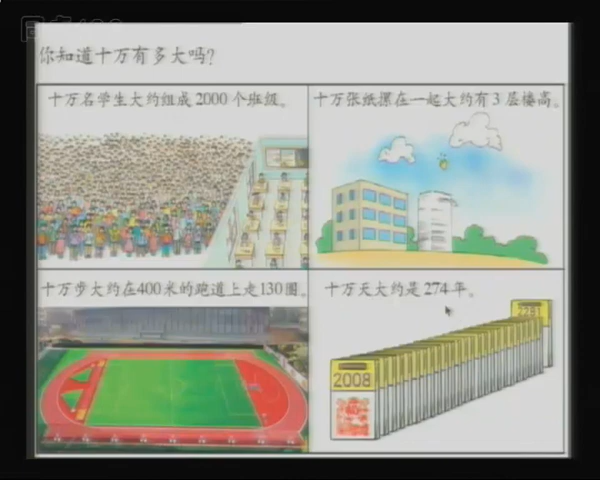 你知道十万有多大吗?
十万名学生大约组成2000个班级。
十万张纸摞在一起大约有3层楼高。
十万步大约在400米的跑道上走130圈。
十万天大约是274年。
2008
2281